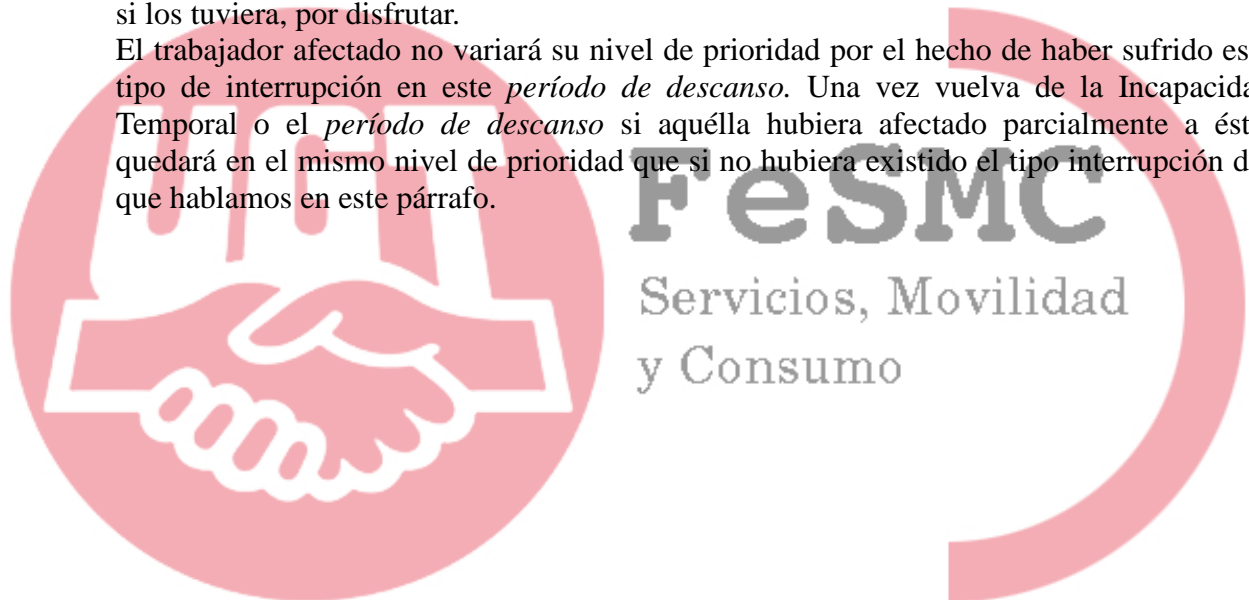 si los tuviera, por disfrutar.
El trabajador afectado no variará su nivel de prioridad por el hecho de haber sufrido es
tipo de interrupción en este período de descanso. Una vez vuelva de la Incapacida
Temporal o el período de descanso si aquélla hubiera afectado parcialmente a ést
quedará en el mismo nivel de prioridad que si no hubiera existido el tipo interrupción d
que hablamos en este párrafo.
UGT
FeSMC
Servicios, Movilidad
y Consumo